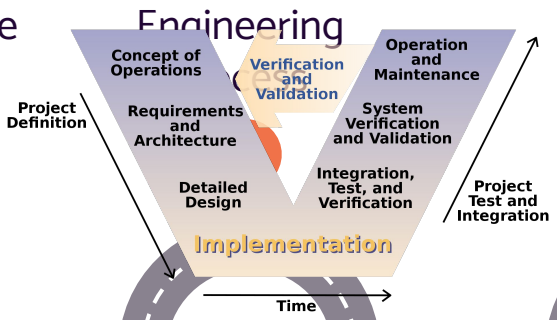 e
Engineering
Concept of
Operations
Verification
and
Validation
Operation
and
Maintenance
Project
Definition
Requirements
and
Architecture
System
Verification
and Validation
Detailed
Design
Integration,
Test, and
Verification
Project
Test and
Integration
Implementation
Time